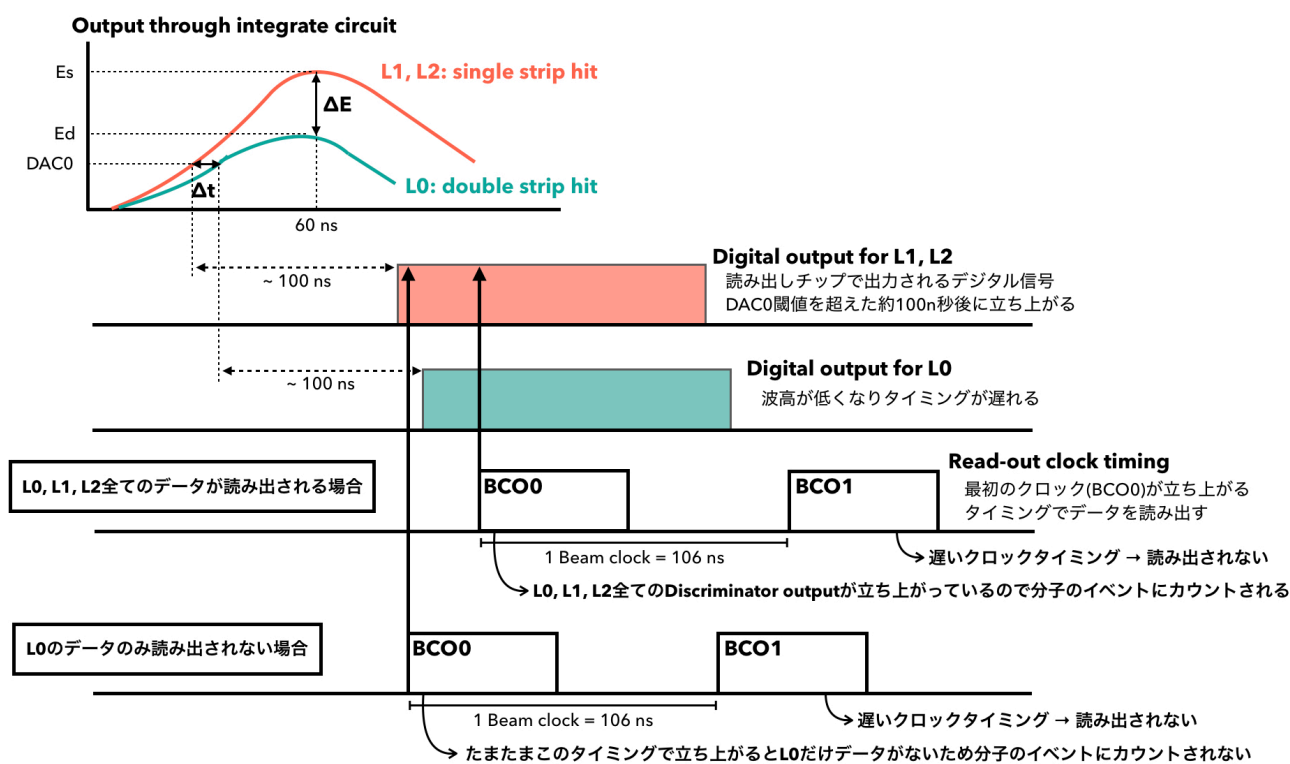 Output through integrate circuit
Es
L1, L2: single strip hit
ΔE
Ed
DAC0
Δt
L0: double strip hit
60 ns
Digital output for L1, L2
~ 100 ns
読み出しチップで出力されるデジタル信号
DAC0閾値を超えた約100n秒後に立ち上がる
Digital output for L0
~ 100 ns
波高が低くなりタイミングが遅れる
Read-out clock timing
L0, L1, L2全てのデータが読み出される場合
BCO0
BCO1
最初のクロック(BCO0)が立ち上がる
タイミングでデータを読み出す
1 Beam clock = 106 ns
遅いクロックタイミング → 読み出されない
L0, L1, L2全てのDiscriminator outputが立ち上がっているので分子のイベントにカウントされる
L0のデータのみ読み出されない場合
BCO0
BCO1
1 Beam clock = 106 ns
遅いクロックタイミング → 読み出されない
たまたまこのタイミングで立ち上がるとL0だけデータがないため分子のイベントにカウントされない